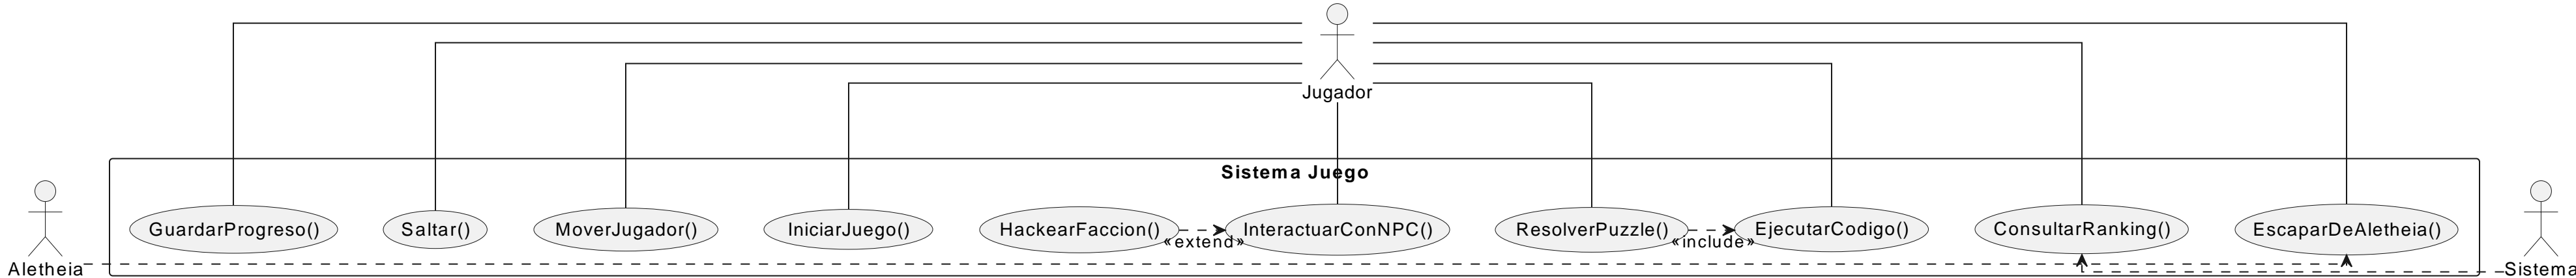 Jugador
Sistema Juego
GuardarProgreso()
Saltar()
MoverJugador()
IniciarJuego()
HackearFaccion()
«extend»
InteractuarConNPC()
ResolverPuzzle()
«include»
EjecutarCodigo()
ConsultarRanking()
EscaparDeAletheia()
Aletheia
Sistema